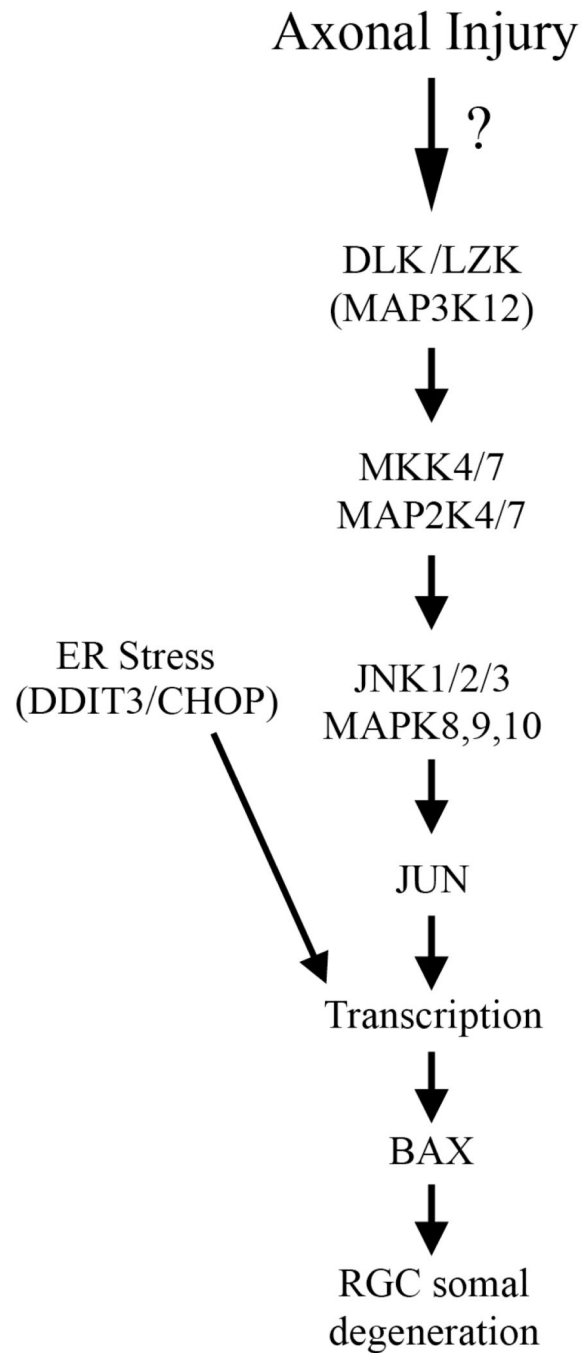 Axonal Injury
?
DLK/LZK
(MAP3K12)
MKK4/7
MAP2K4/7
ER Stress
(DDIT3/CHOP)
JNK1/2/3
MAPK8,9,10
JUN
Transcription
BAX
RGC somal
degeneration